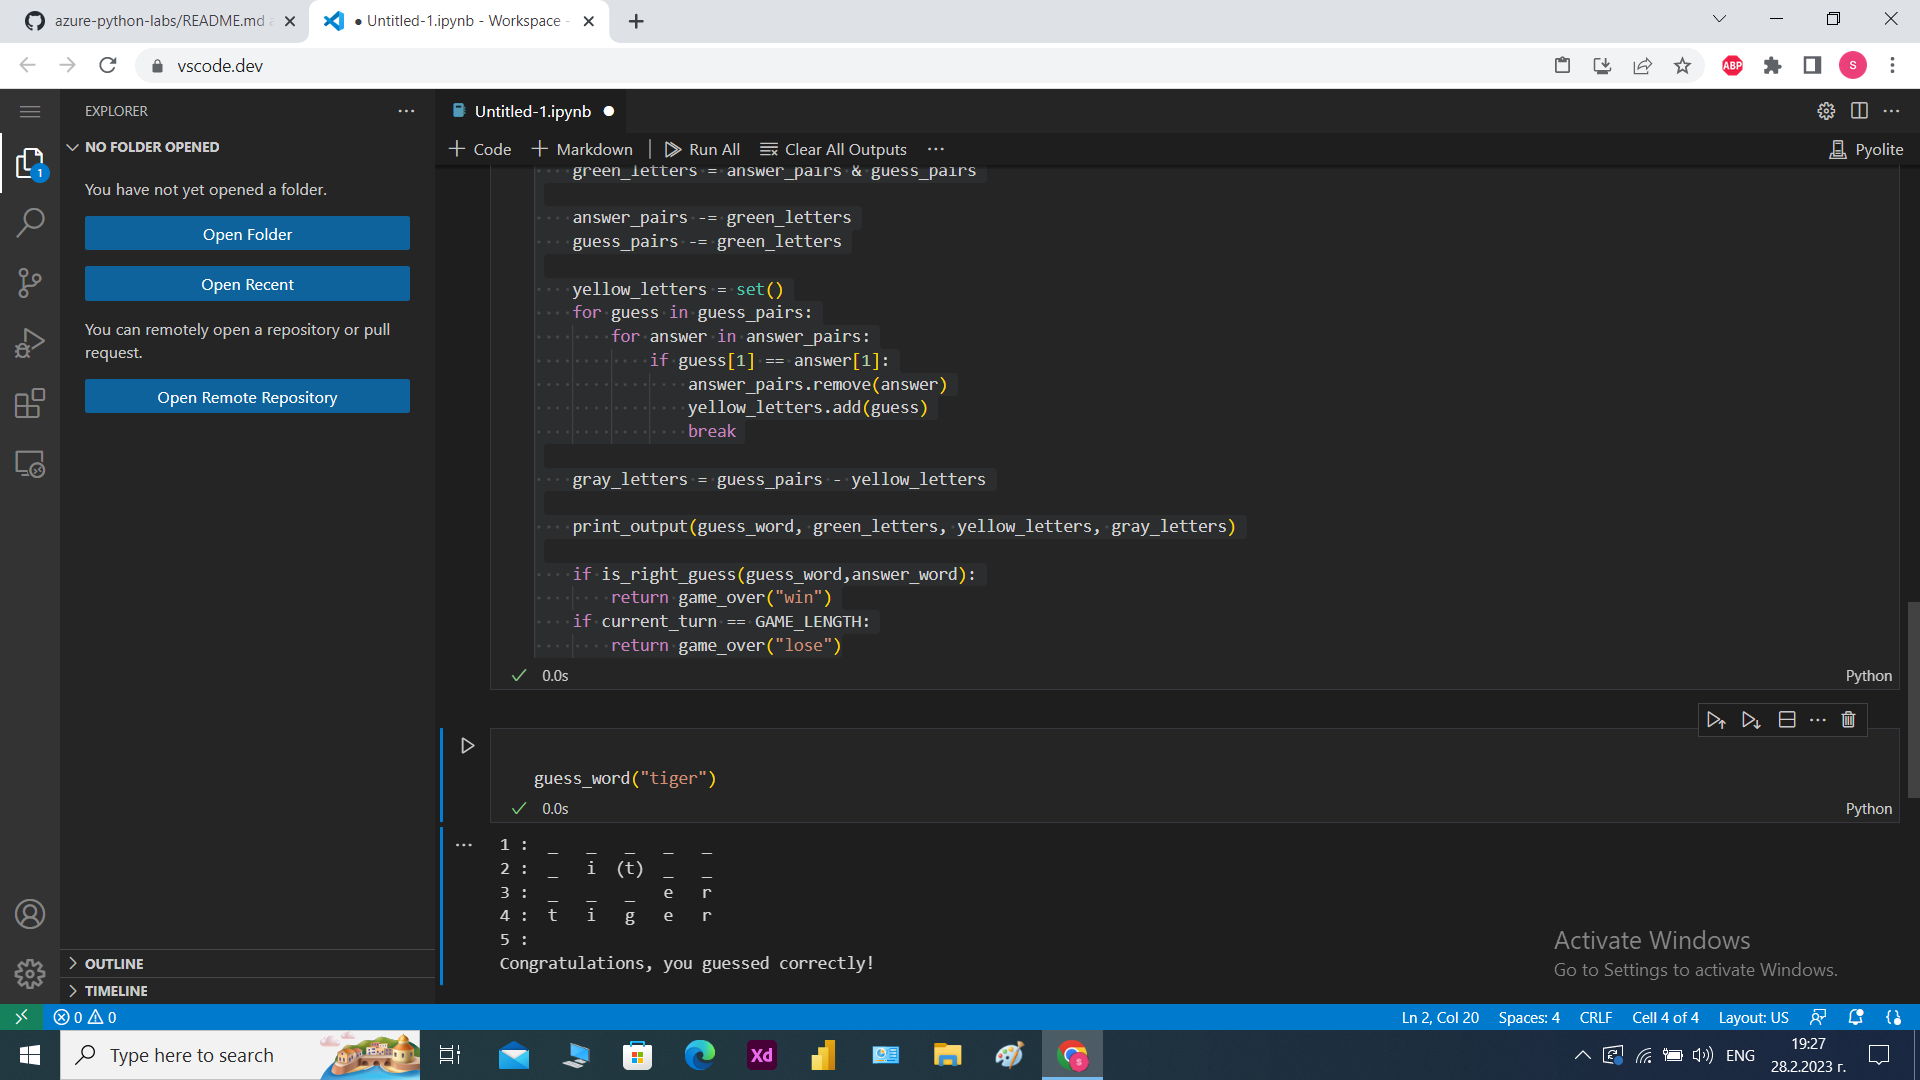 azure-python-labs/README.md a
● Untitled-1.ipynb - Workspace -
vscode.dev
ABP
S
EXPLORER
Untitled-1.ipynb
NO FOLDER OPENED
Code
Markdown
Run All
Clear All Outputs
Pyolite
You have not yet opened a folder.
Open Folder
Open Recent
You can remotely open a repository or pull
request.
Open Remote Repository
1
green_letters = answer_pairs & guess_pairs
answer_pairs -= green_letters
guess_pairs -= green_letters
yellow_letters = set()
for guess in guess_pairs:
for answer in answer_pairs:
if guess[1] == answer[1]:
answer_pairs.remove(answer)
yellow_letters.add(guess)
break
gray_letters = guess_pairs - yellow_letters
print_output(guess_word, green_letters, yellow_letters, gray_letters)
if is_right_guess(guess_word,answer_word):
return game_over("win")
if current_turn == GAME_LENGTH:
return game_over("lose")
0.0s
Python
guess_word("tiger")
0.0s
Python
1 : _ _ _ _ _
2 : _ i (t) _ _
3 : _ _ _ e r
4 : t i g e r
5 :
Congratulations, you guessed correctly!
Activate Windows
Go to Settings to activate Windows.
OUTLINE
TIMELINE
0 0
Ln 2, Col 20
Spaces: 4
CRLF
Cell 4 of 4
Layout: US
Type here to search
Xd
ENG
19:27
28.2.2023 г.